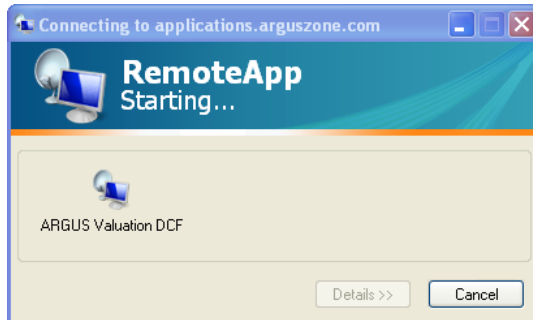 Connecting to applications.arguszone.com
RemoteApp
Starting...
ARGUS Valuation DCF
Details >>
Cancel